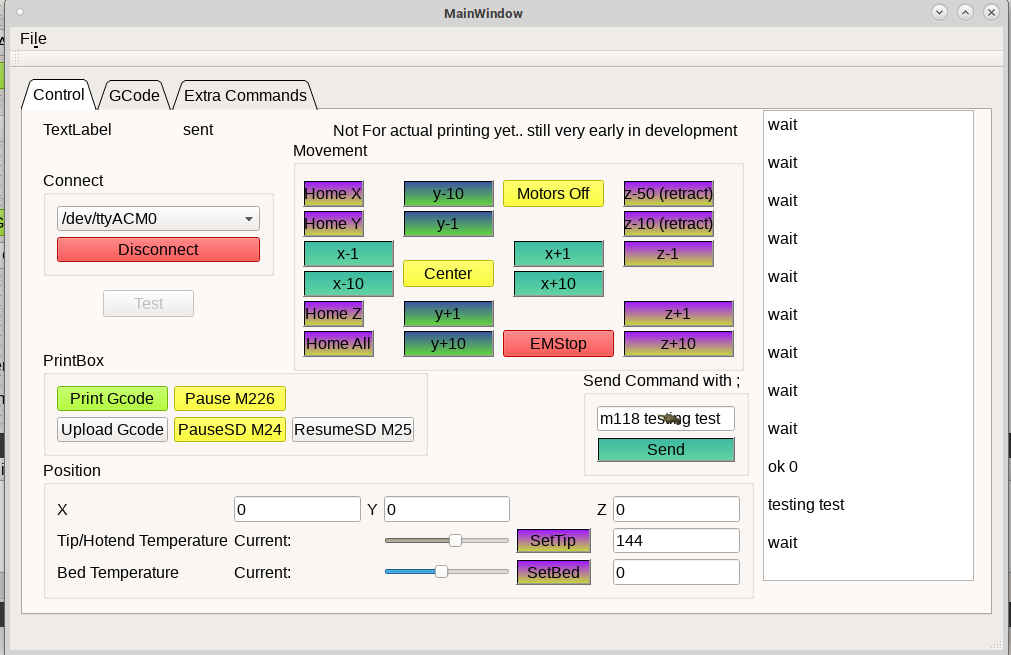 MainWindow
File
Control GCode Extra Commands
TextLabel sent Not For actual printing yet.. still very early in development
Movement
Connect
/dev/ttyACM0
Disconnect
Test
Home X y-10 Motors Off z-50 (retract)
Home Y y-1 z-10 (retract)
x-1 x+1 z-1
Center
x-10 x+10
Home Z y+1 z+1
Home All y+10 EMStop z+10
PrintBox
Print Gcode Pause M226
Upload Gcode PauseSD M24 ResumeSD M25
Send Command with ;
m118 testing test
Send
Position
X 0 Y 0 Z 0
Tip/Hotend Temperature Current: SetTip 144
Bed Temperature Current: SetBed 0
wait
wait
wait
wait
wait
wait
wait
wait
wait
ok 0
testing test
wait